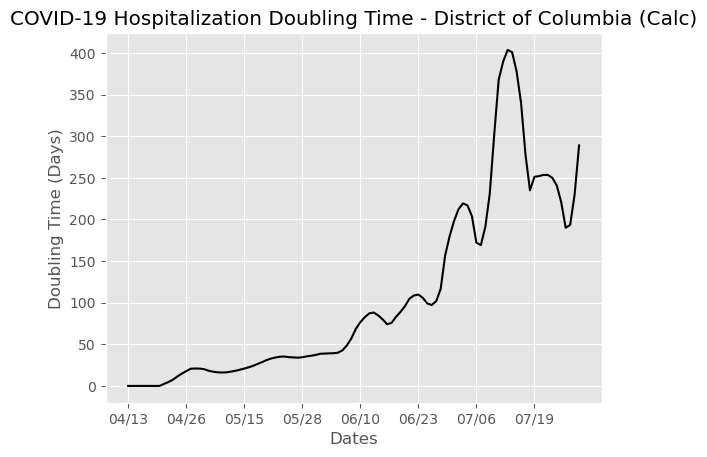 COVID-19 Hospitalization Doubling Time - District of Columbia (Calc)
400
350
300
250
200
150
100
50
0
Doubling Time (Days)
04/13 04/26 05/15 05/28 06/10 06/23 07/06 07/19
Dates